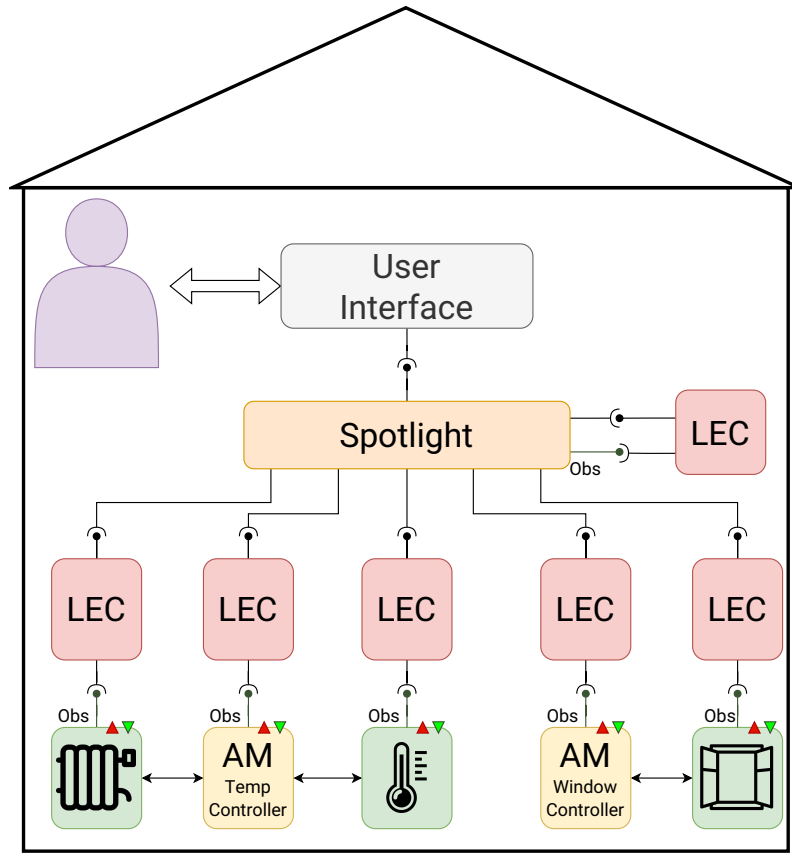 User
Interface
Spotlight
LEC
Obs
LEC
LEC
LEC
LEC
LEC
Obs
Obs
Obs
Obs
Obs
AM
Temp
Controller
AM
Window
Controller